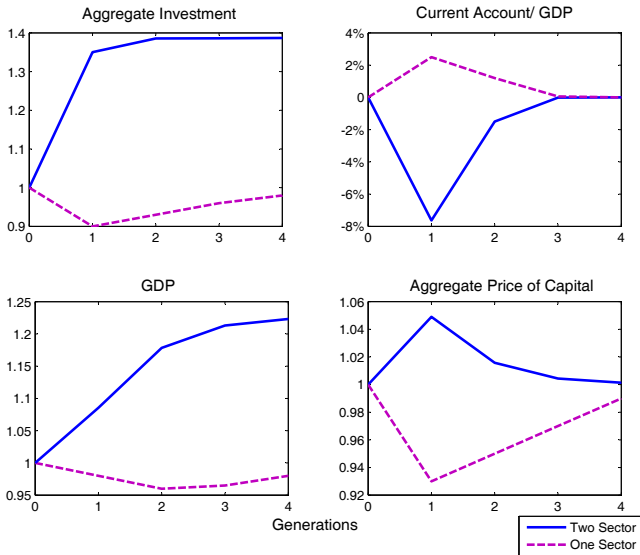 Aggregate Investment
1.4
1.3
1.2
1.1
1
0.9
0 1 2 3 4
Current Account/ GDP
4%
2%
0
-2%
-4%
-6%
-8%
0 1 2 3 4
GDP
1.25
1.2
1.15
1.1
1.05
1
0.95
0 1 2 3 4
Aggregate Price of Capital
1.06
1.04
1.02
1
0.98
0.96
0.94
0.92
0 1 2 3 4
Generations
Two Sector
One Sector